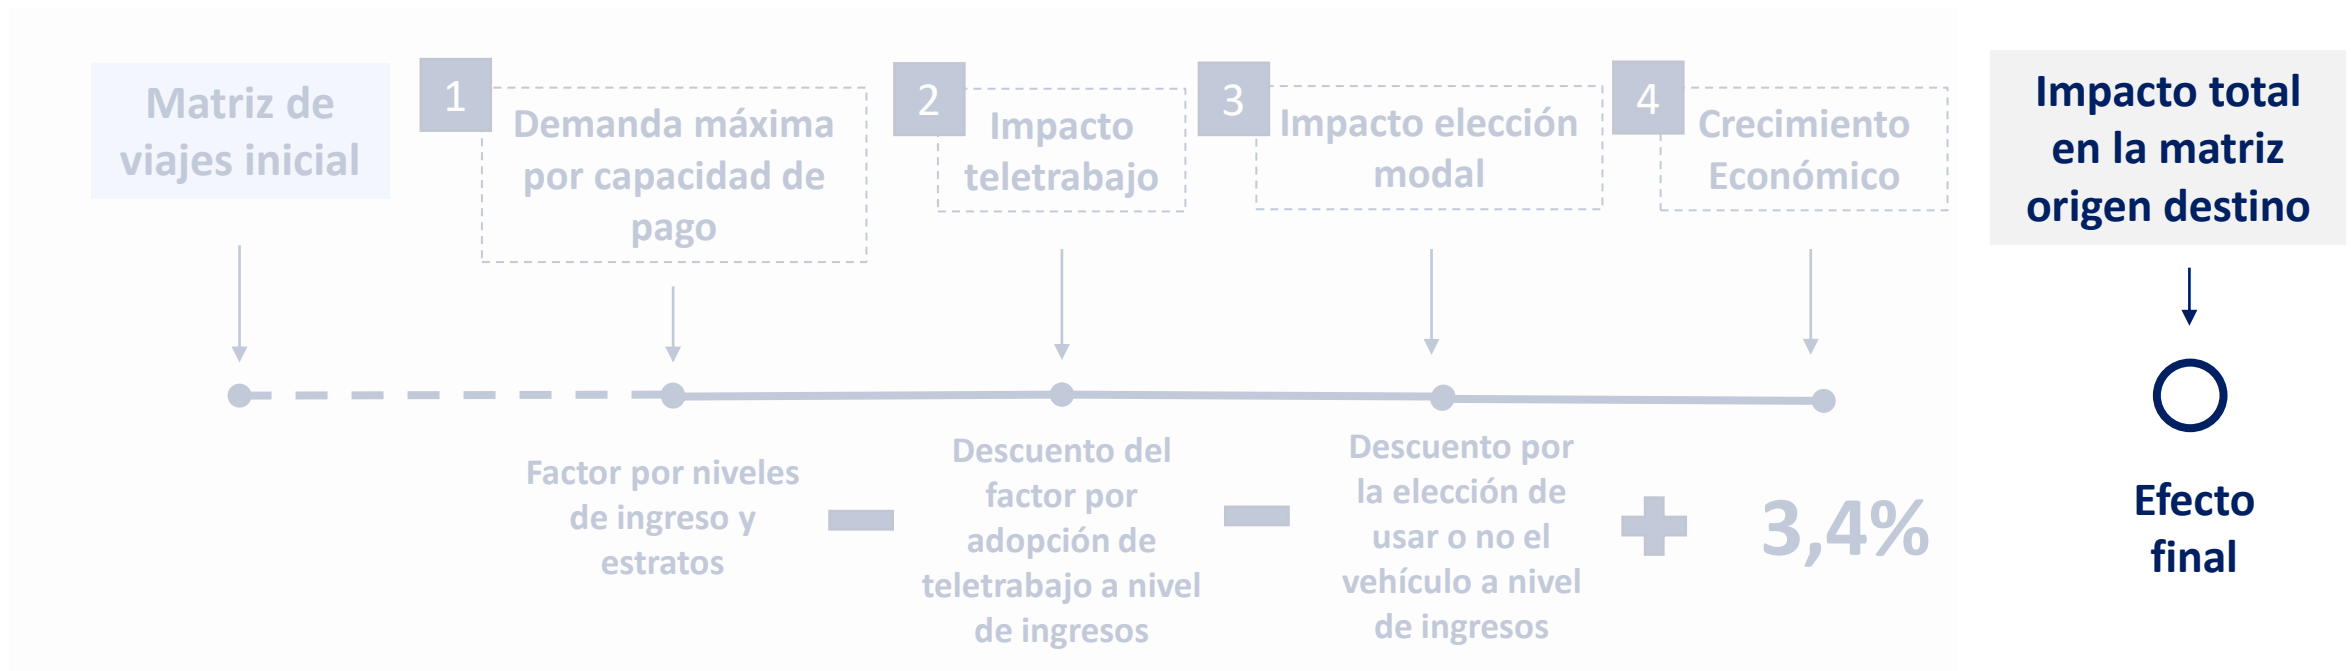 Matriz de
viajes inicial
1
Demanda máxima
por capacidad de
pago
2
Impacto
teletrabajo
3
Impacto elección
modal
4
Crecimiento
Económico
Impacto total
en la matriz
origen destino
Factor por niveles
de ingreso y
estratos
Descuento del
factor por
adopción de
teletrabajo a nivel
de ingresos
Descuento por
la elección de
usar o no el
vehículo a nivel
de ingresos
3,4%
Efecto
final